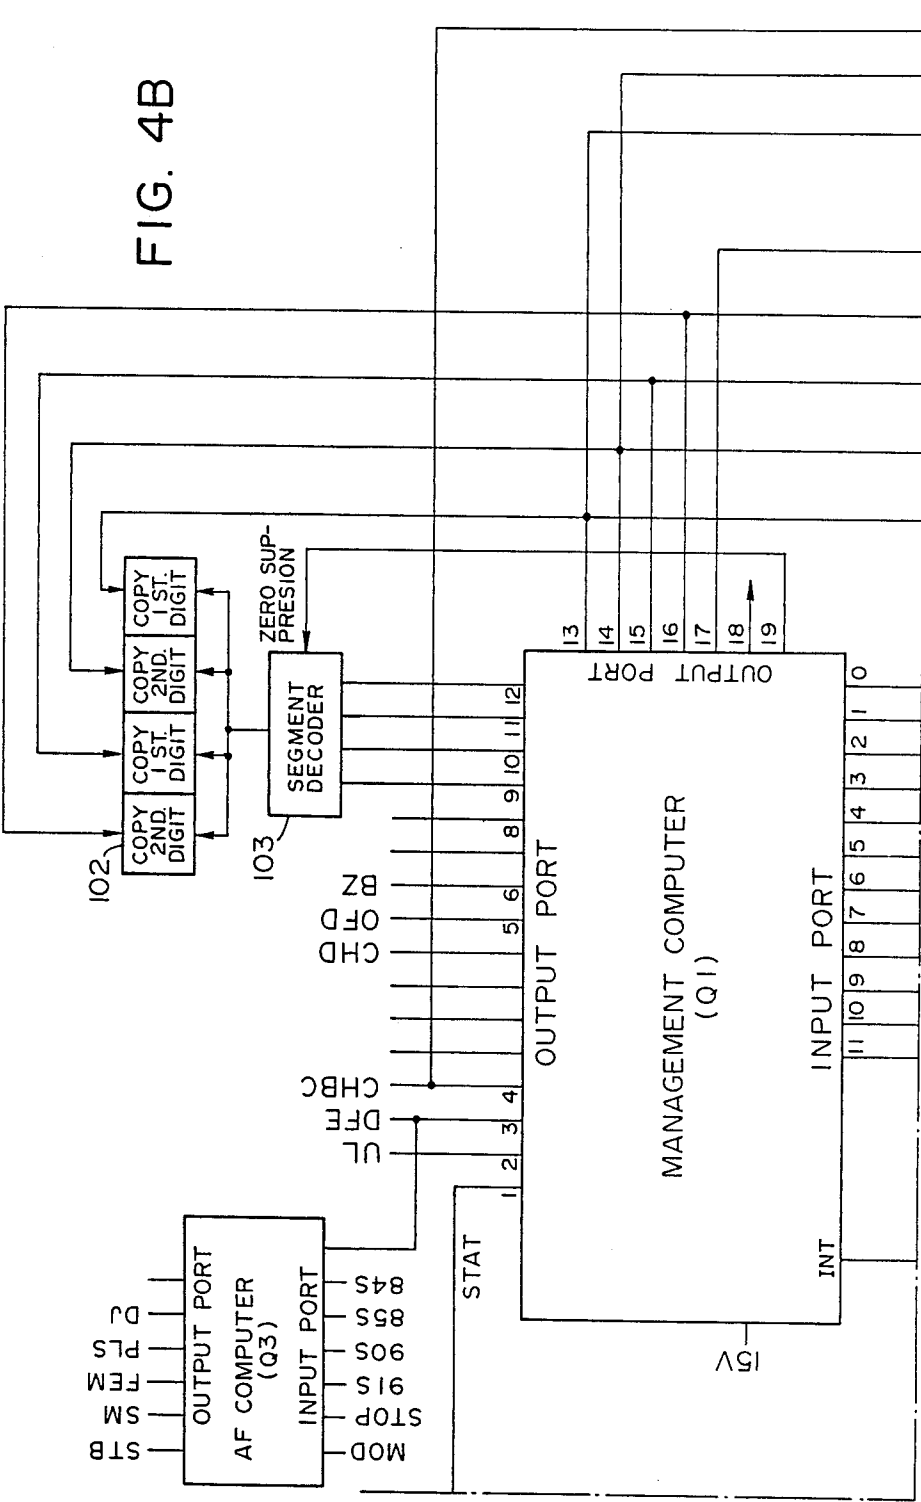 FIG. 4B
COPY
2ND.
DIGIT
COPY
1 ST.
DIGIT
COPY
2ND.
DIGIT
COPY
1 ST.
DIGIT
102
ZERO SUP-
PRESION
SEGMENT
DECODER
103
STB
SM
FEM
PLS
DJ
OUTPUT PORT
AF COMPUTER
(Q3)
INPUT PORT
MOD
STOP
91S
90S
85S
84S
UL
DFE
CHBC
CHD
OFD
BZ
STAT
1
2
3
4
5
6
8
9
10
11
12
OUTPUT PORT
13
14
15
16
17
18
19
OUTPUT PORT
MANAGEMENT COMPUTER
(Q1)
15V
INT
INPUT PORT
11
10
9
8
7
6
5
4
3
2
1
0